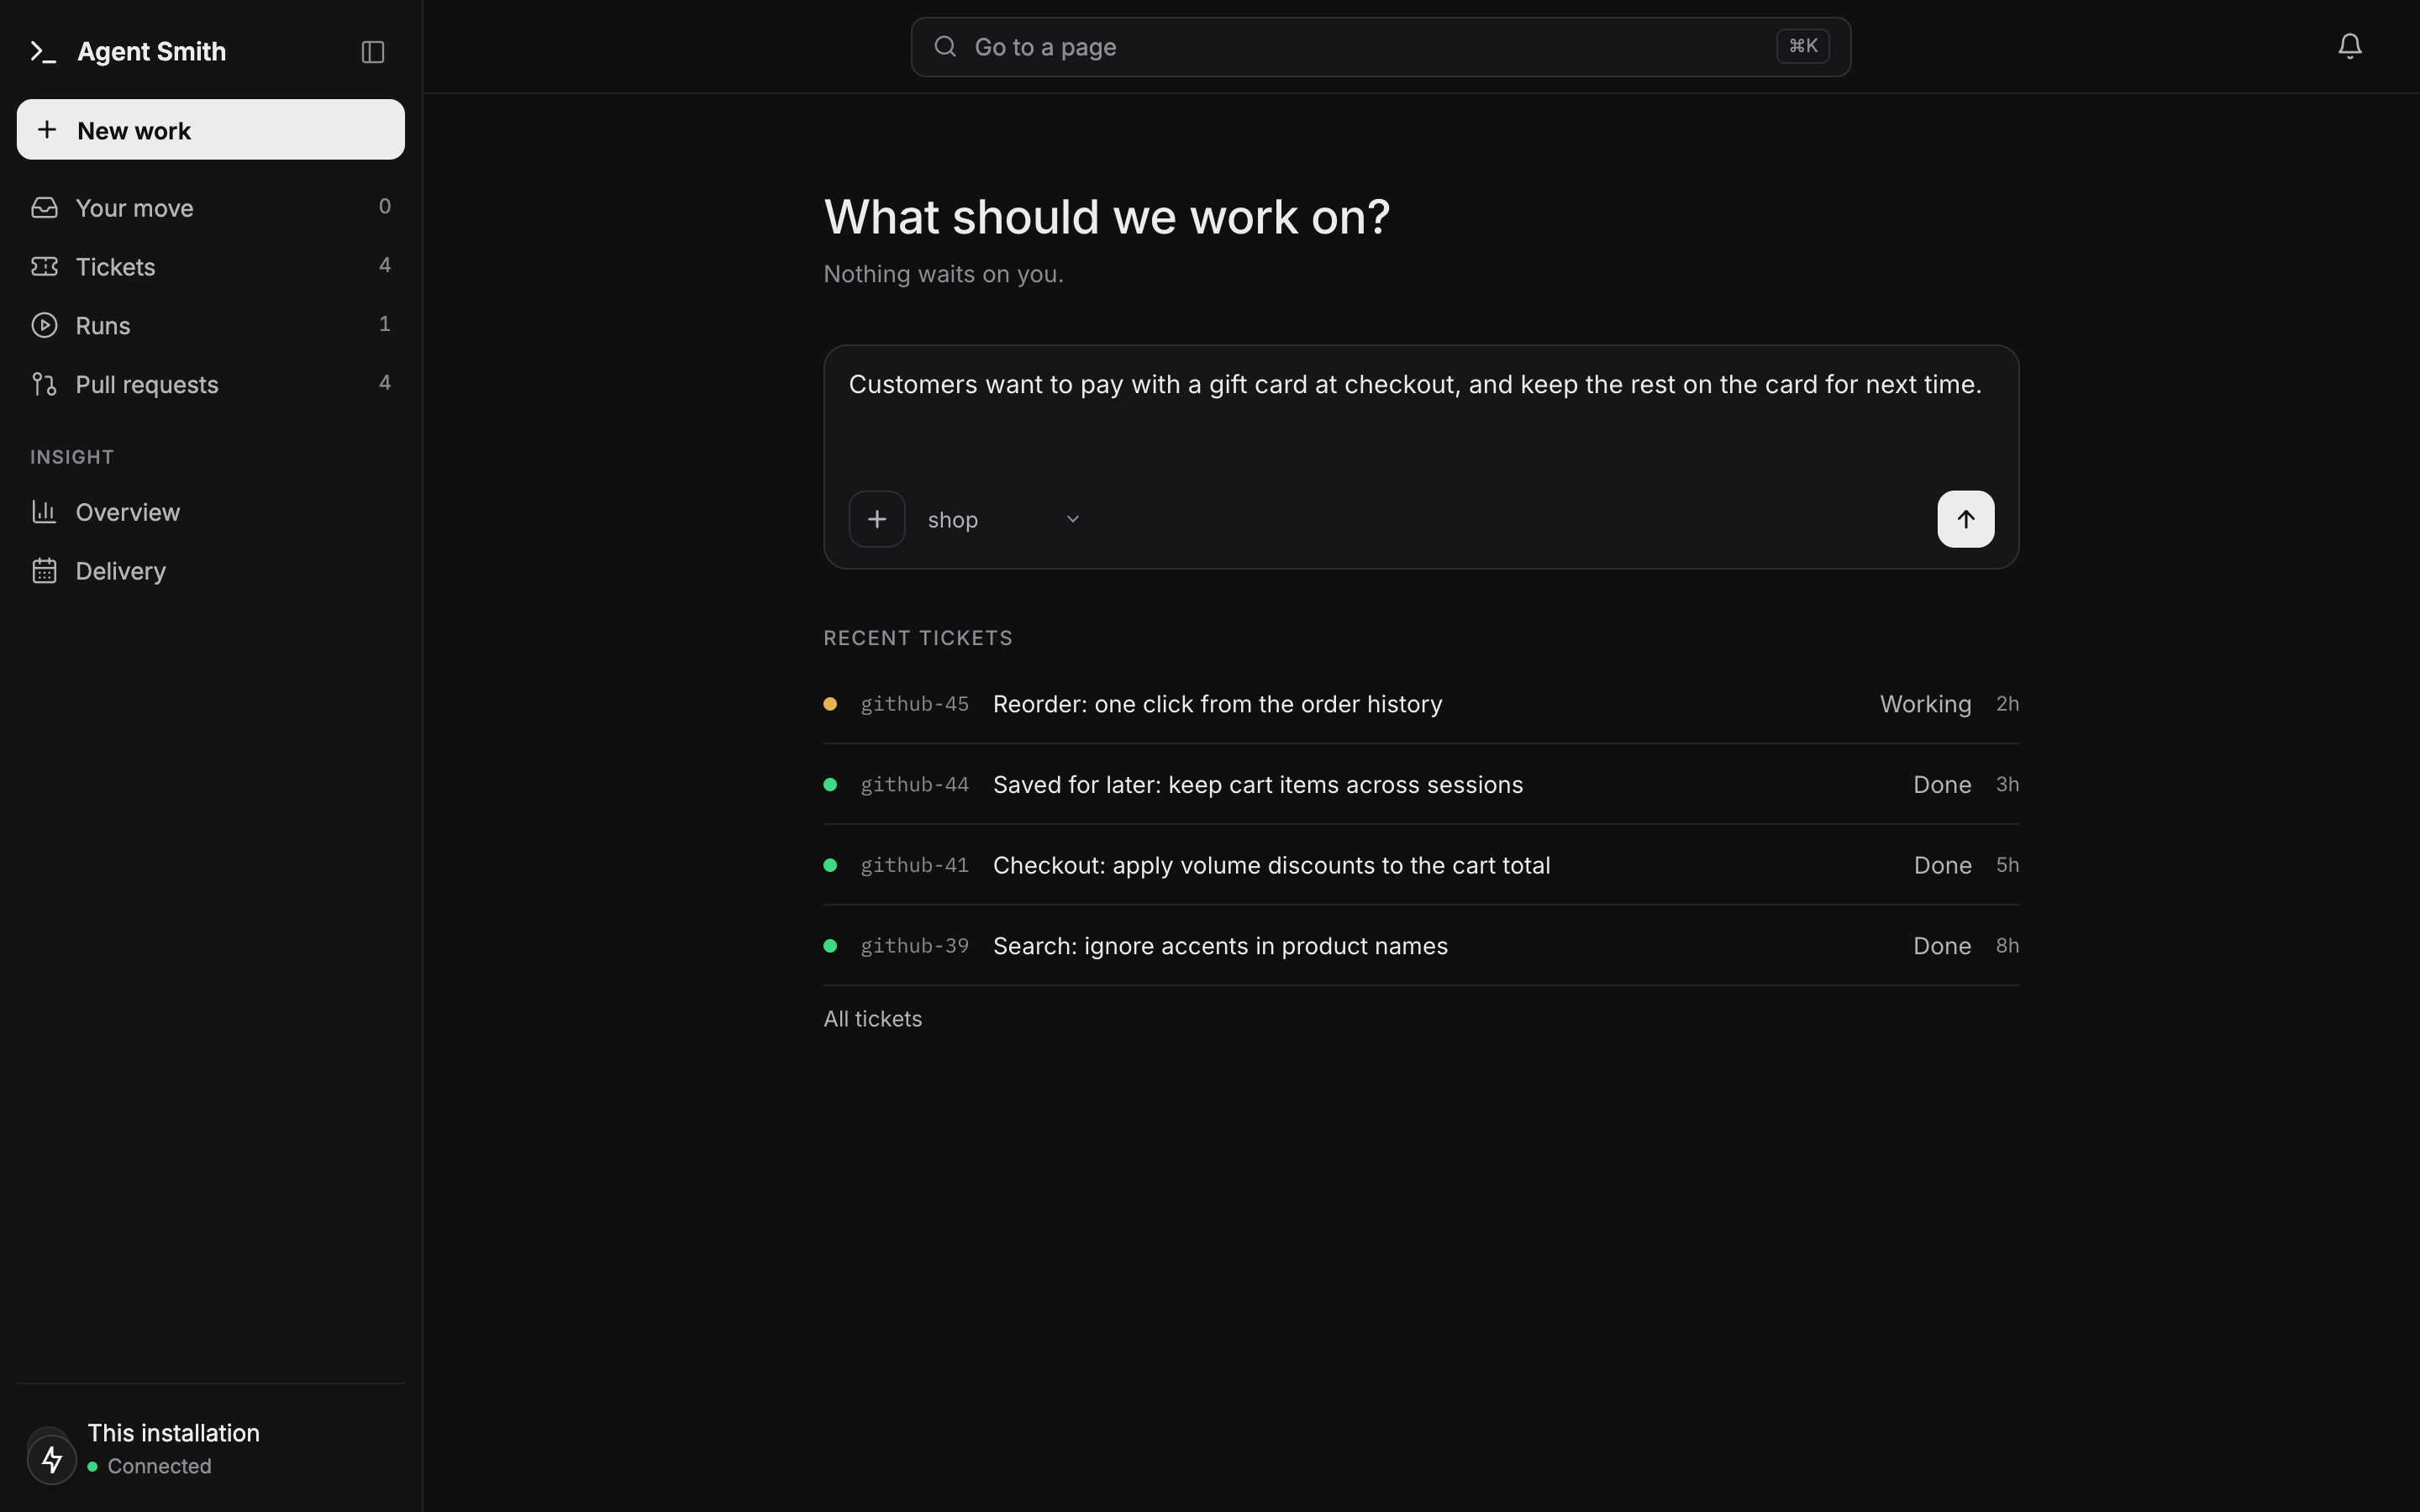 Agent Smith
New work
Your move 0
Tickets 4
Runs 1
Pull requests 4
INSIGHT
Overview
Delivery
This installation
Connected
Go to a page ⌘K
What should we work on?
Nothing waits on you.
Customers want to pay with a gift card at checkout, and keep the rest on the card for next time.
shop
RECENT TICKETS
github-45 Reorder: one click from the order history Working 2h
github-44 Saved for later: keep cart items across sessions Done 3h
github-41 Checkout: apply volume discounts to the cart total Done 5h
github-39 Search: ignore accents in product names Done 8h
All tickets